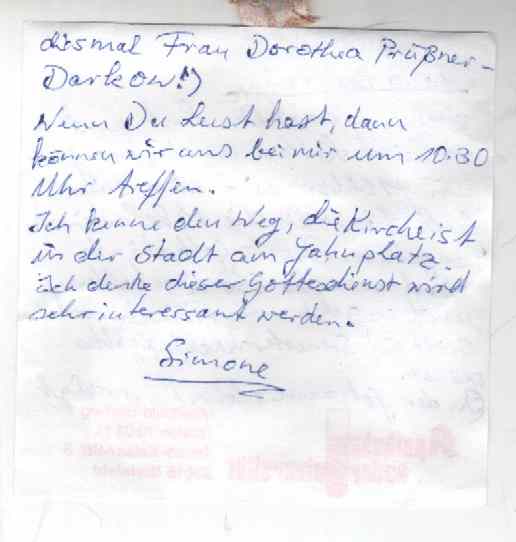 diesmal Frau Dorothea Prüßner-
Darkow!)
Wenn Du Lust hast, dann
können wir uns bei mir um 10.30
Uhr treffen.
Ich kenne den Weg, die Kirche ist
in der Stadt am Jahnplatz.
Ich denke dieser Gottesdienst wird
sehr interessant werden.
Simone